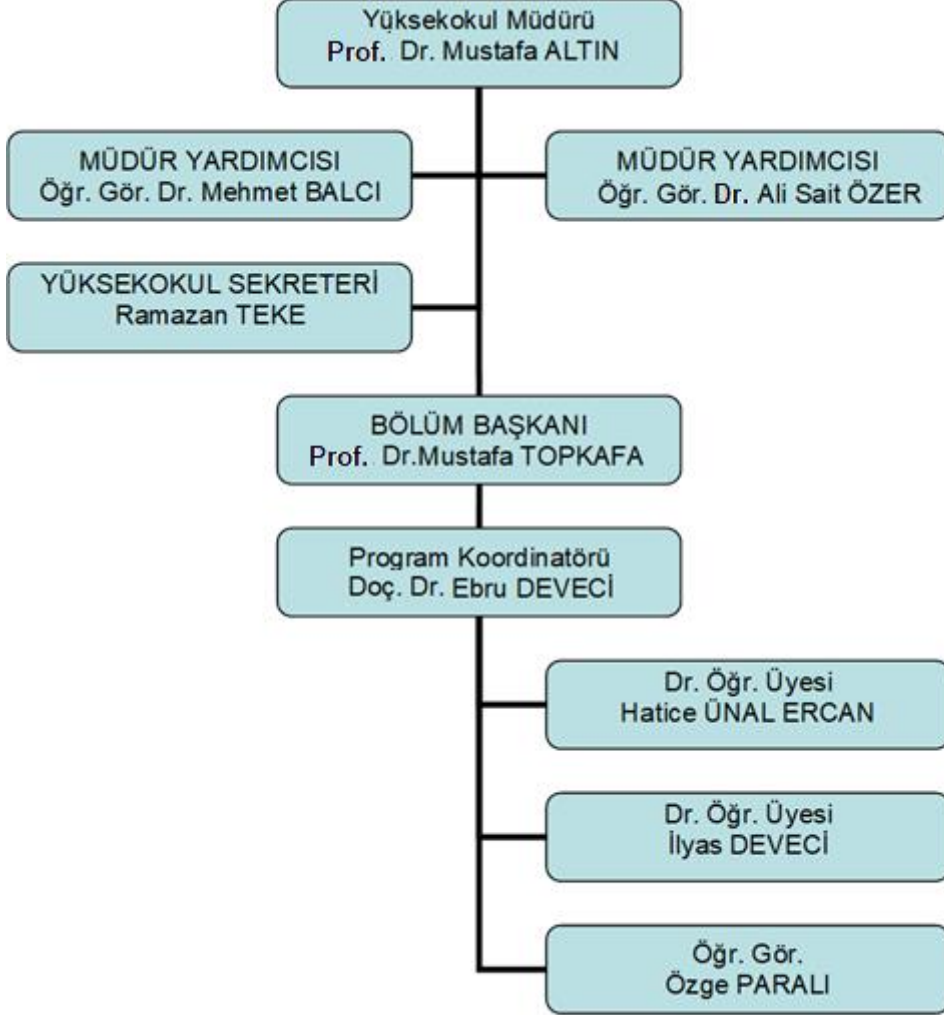 Yüksekokul Müdürü
Prof. Dr. Mustafa ALTIN
MÜDÜR YARDIMCISI
Öğr. Gör. Dr. Mehmet BALCI
MÜDÜR YARDIMCISI
Öğr. Gör. Dr. Ali Sait ÖZER
YÜKSEKOKUL SEKRETERİ
Ramazan TEKE
BÖLÜM BAŞKANI
Prof. Dr.Mustafa TOPKAFA
Program Koordinatörü
Doç. Dr. Ebru DEVECİ
Dr. Öğr. Üyesi
Hatice ÜNAL ERCAN
Dr. Öğr. Üyesi
İlyas DEVECİ
Öğr. Gör.
Özge PARALI